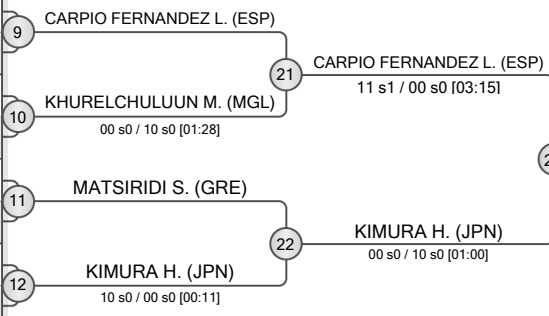 9
CARPIO FERNANDEZ L. (ESP)
21
CARPIO FERNANDEZ L. (ESP)
11 s1 / 00 s0 [03:15]
10
KHURELCHULUUN M. (MGL)
00 s0 / 10 s0 [01:28]
11
MATSIRIDI S. (GRE)
22
KIMURA H. (JPN)
00 s0 / 10 s0 [01:00]
12
KIMURA H. (JPN)
10 s0 / 00 s0 [00:11]